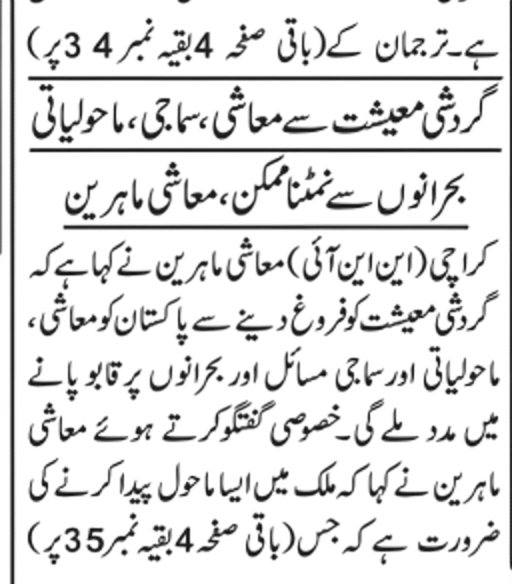 ہے۔ترجمان کے(باقی صفحہ 4بقیہ نمبر 34پر)
گردشی معیشت سے معاشی،سماجی،ماحولیاتی
بحرانوں سے نمٹنا ممکن،معاشی ماہرین
کراچی(این این آئی)معاشی ماہرین نے کہا ہے کہ
گردشی معیشت کو فروغ دینے سے پاکستان کو معاشی،
ماحولیاتی اور سماجی مسائل اور بحرانوں پر قابو پانے
میں مدد ملے گی۔خصوصی گفتگو کرتے ہوئے معاشی
ماہرین نے کہا کہ ملک میں ایسا ماحول پیدا کرنے کی
ضرورت ہے کہ جس(باقی صفحہ 4بقیہ نمبر35پر)